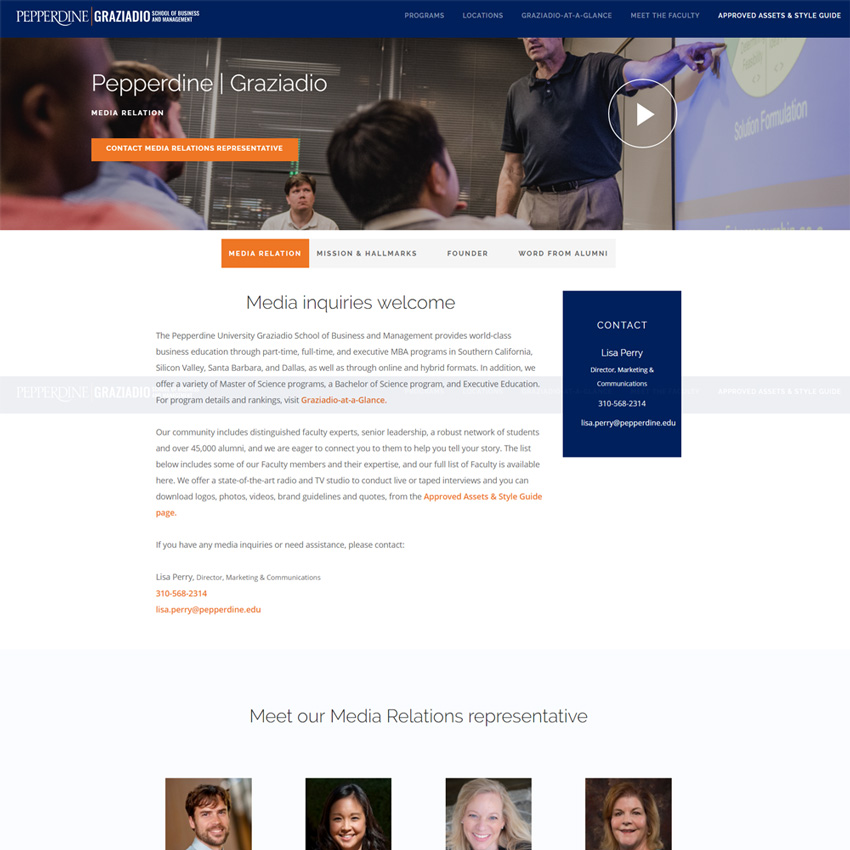 PEPPERDINE | GRAZIADIO SCHOOL OF BUSINESS
AND MANAGEMENT
PROGRAMS LOCATIONS GRAZIADIO-AT-A-GLANCE MEET THE FACULTY APPROVED ASSETS & STYLE GUIDE
Pepperdine | Graziadio
MEDIA RELATION
CONTACT MEDIA RELATIONS REPRESENTATIVE
Feasibility
Solution Formulation
MEDIA RELATION MISSION & HALLMARKS FOUNDER WORD FROM ALUMNI
Media inquiries welcome
The Pepperdine University Graziadio School of Business and Management provides world-class
business education through part-time, full-time, and executive MBA programs in Southern California,
Silicon Valley, Santa Barbara, and Dallas, as well as through online and hybrid formats. In addition, we
offer a variety of Master of Science programs, a Bachelor of Science program, and Executive Education.
For program details and rankings, visit Graziadio-at-a-Glance.
Our community includes distinguished faculty experts, senior leadership, a robust network of students
and over 45,000 alumni, and we are eager to connect you to them to help you tell your story. The list
below includes some of our Faculty members and their expertise, and our full list of Faculty is available
here. We offer a state-of-the-art radio and TV studio to conduct live or taped interviews and you can
download logos, photos, videos, brand guidelines and quotes, from the Approved Assets & Style Guide
page.
If you have any media inquiries or need assistance, please contact:
Lisa Perry, Director, Marketing & Communications
310-568-2314
lisa.perry@pepperdine.edu
CONTACT
Lisa Perry
Director, Marketing &
Communications
310-568-2314
lisa.perry@pepperdine.edu
PEPPERDINE | GRAZIADIO
APPROVED ASSETS & STYLE GUIDE
Meet our Media Relations representative